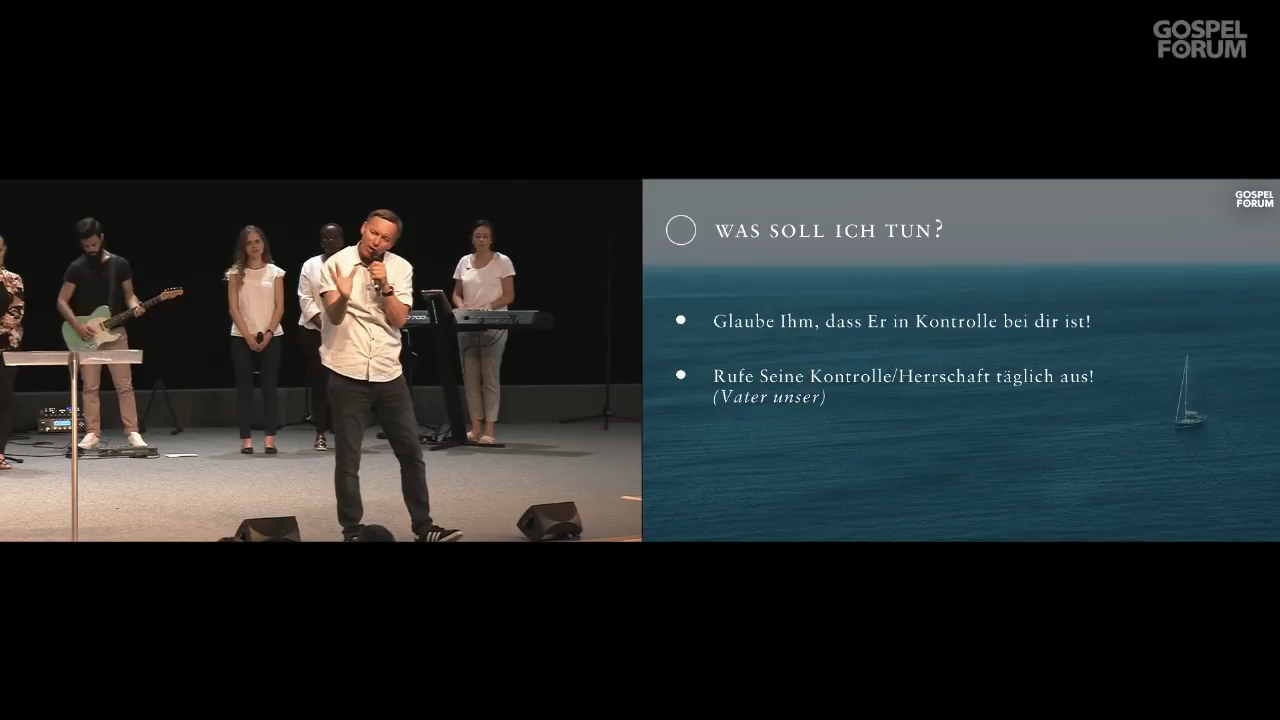 GOSPEL
FORUM
GOSPEL
FORUM
WAS SOLL ICH TUN?
Glaube Ihm, dass Er in Kontrolle bei dir ist!
Rufe Seine Kontrolle/Herrschaft täglich aus!
(Vater unser)